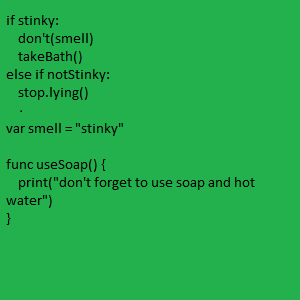 if stinky:
don't(smell)
takeBath()
else if notStinky:
stop.lying()
.
var smell = "stinky"
func useSoap() {
print("don't forget to use soap and hot
water")
}